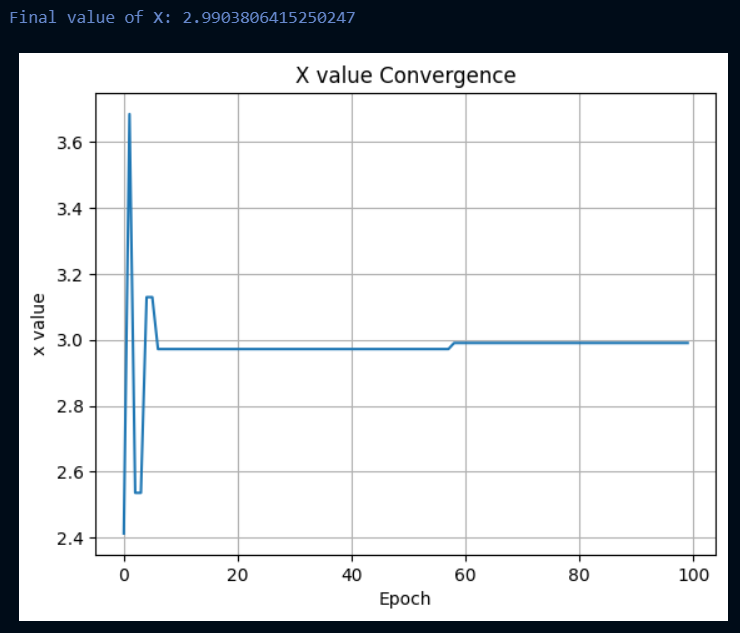 Final value of X: 2.9903806415250247
X value Convergence
3.6
3.4
3.2
3.0
2.8
2.6
2.4
x value
0 20 40 60 80 100
Epoch